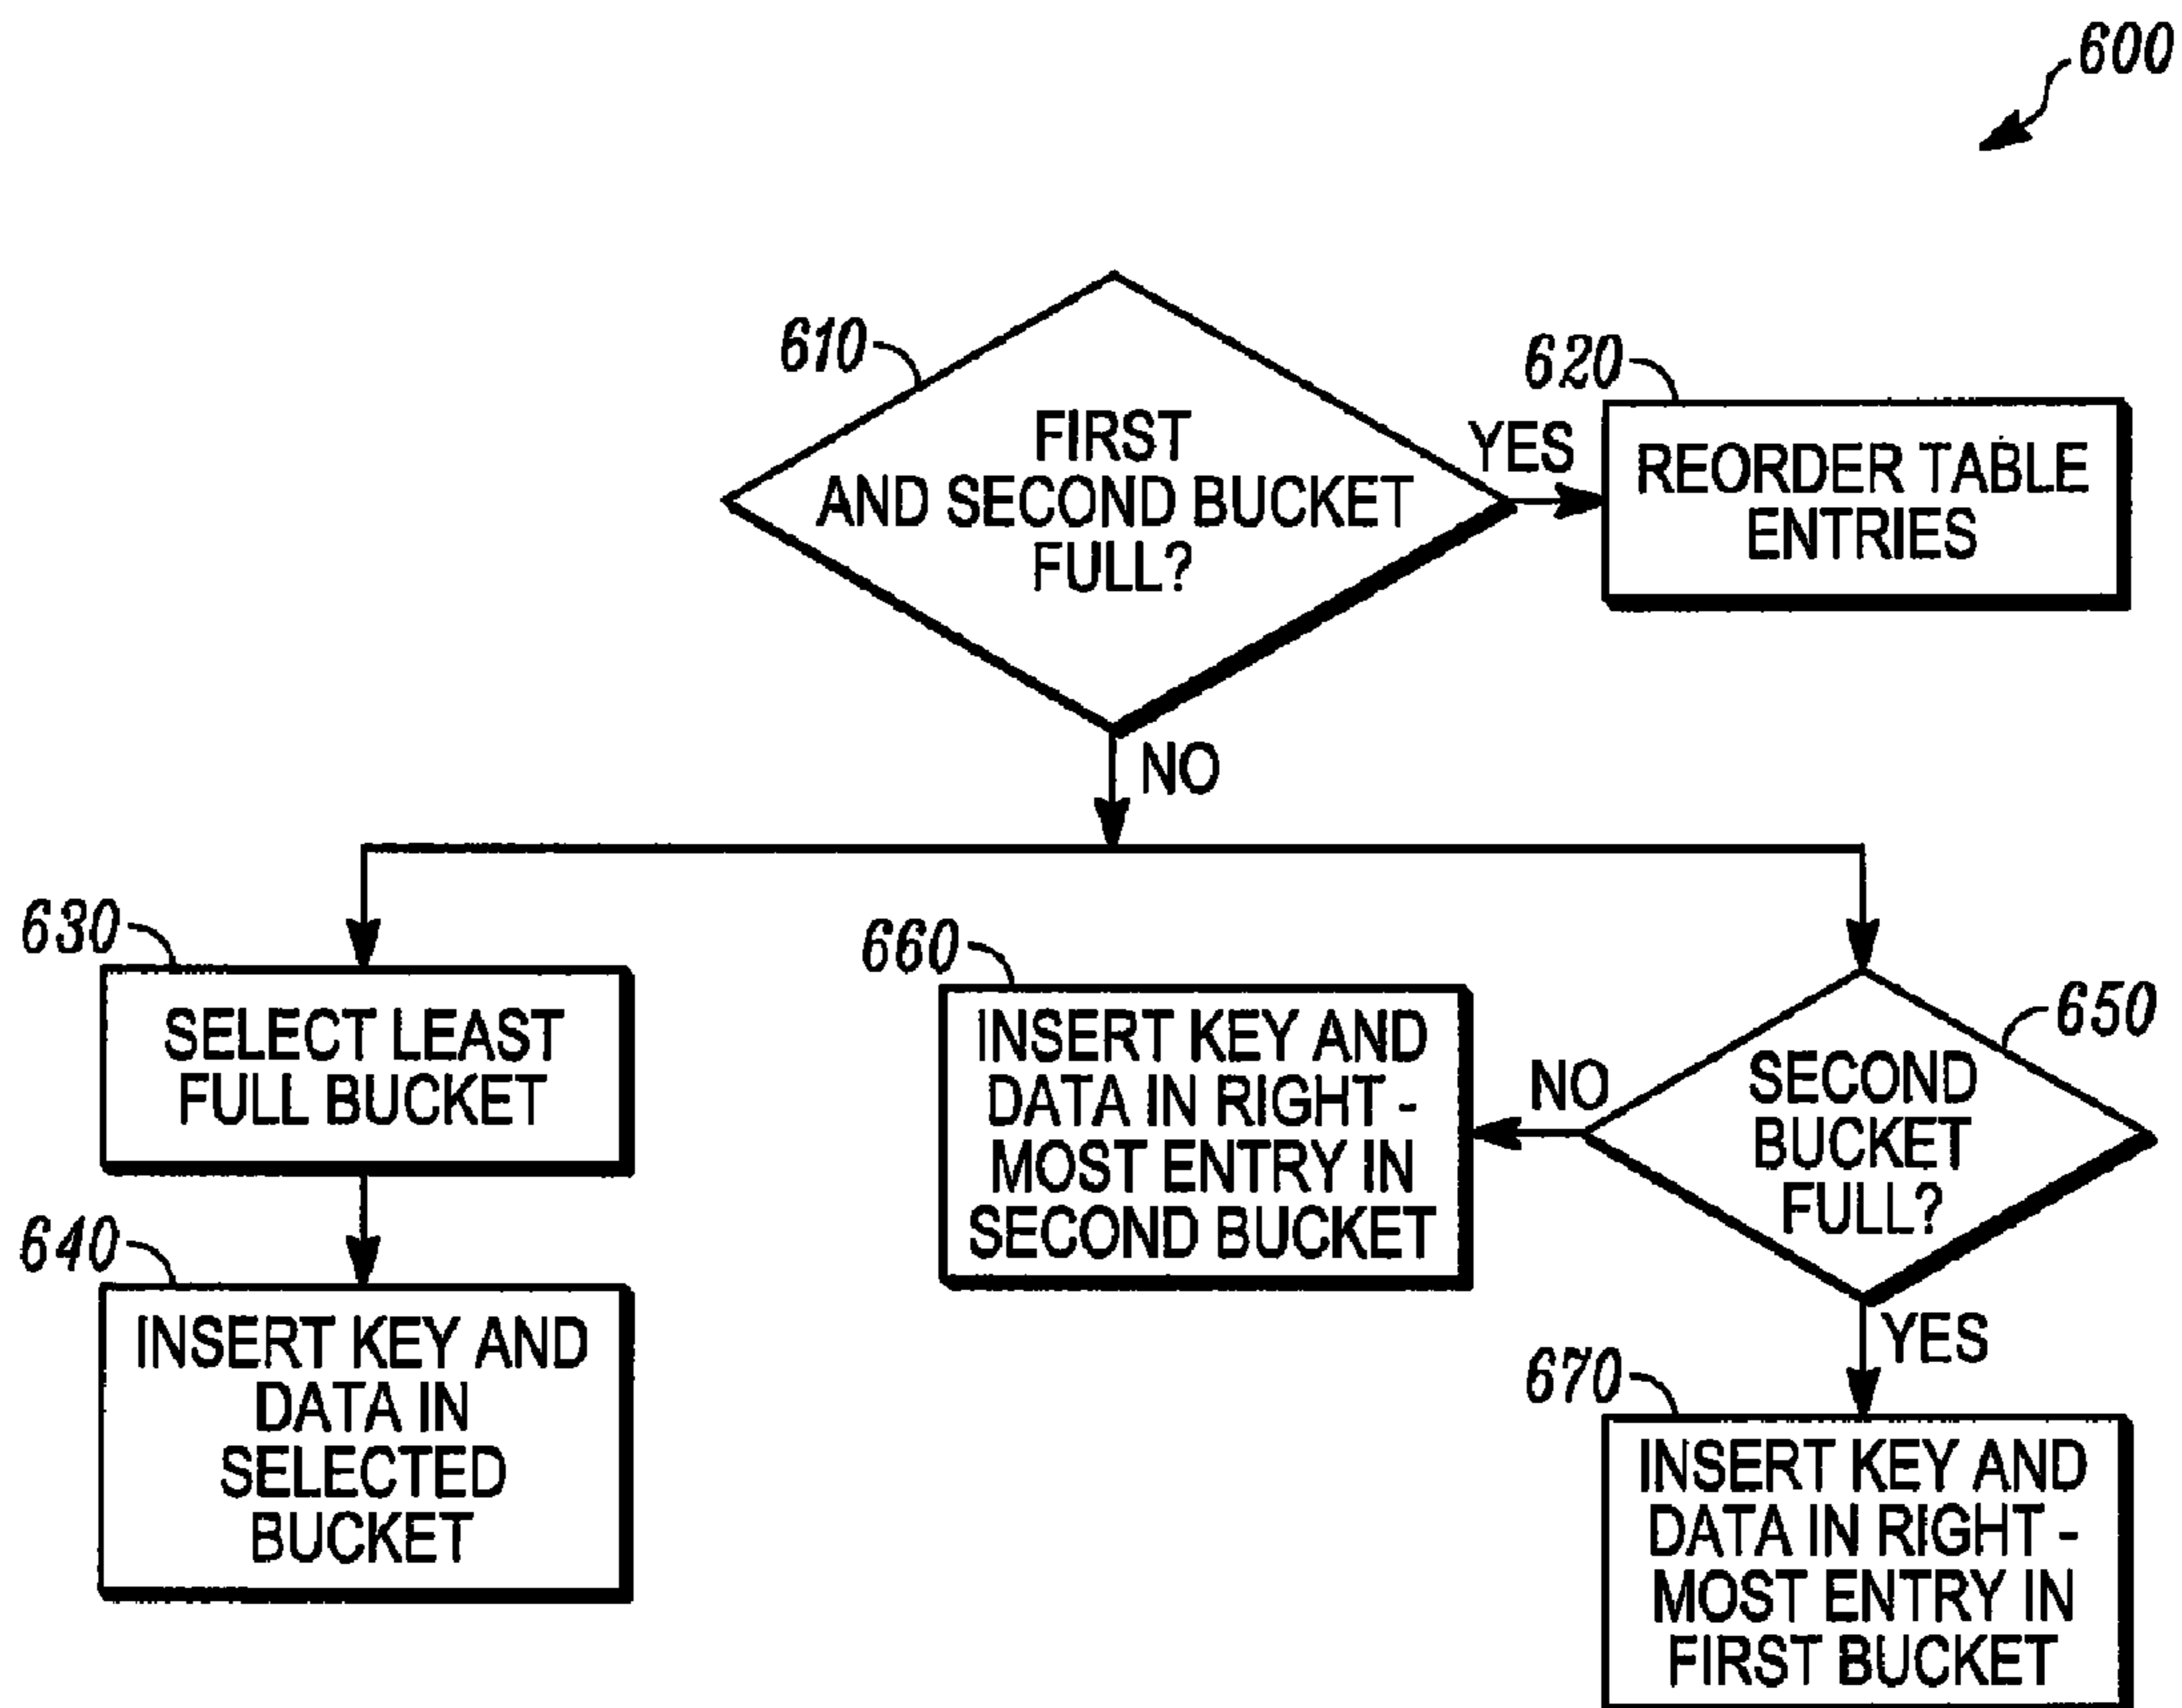 600
610
FIRST
AND SECOND BUCKET
FULL?
YES
620
REORDER TABLE
ENTRIES
NO
630
SELECT LEAST
FULL BUCKET
640
INSERT KEY AND
DATA IN
SELECTED
BUCKET
660
INSERT KEY AND
DATA IN RIGHT -
MOST ENTRY IN
SECOND BUCKET
NO
650
SECOND
BUCKET
FULL?
YES
670
INSERT KEY AND
DATA IN RIGHT -
MOST ENTRY IN
FIRST BUCKET